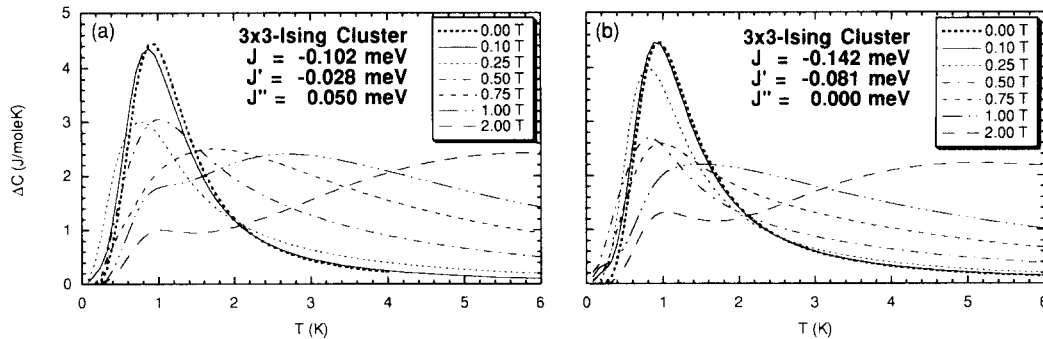 (a)
3x3-Ising Cluster
J = -0.102 meV
J' = -0.028 meV
J'' = 0.050 meV
0.00 T
0.10 T
0.25 T
0.50 T
0.75 T
1.00 T
2.00 T
ΔC (J/moleK)
5
4
3
2
1
0
0 1 2 3 4 5 6
T (K)
(b)
3x3-Ising Cluster
J = -0.142 meV
J' = -0.081 meV
J'' = 0.000 meV
0.00 T
0.10 T
0.25 T
0.50 T
0.75 T
1.00 T
2.00 T
0 1 2 3 4 5 6
T (K)